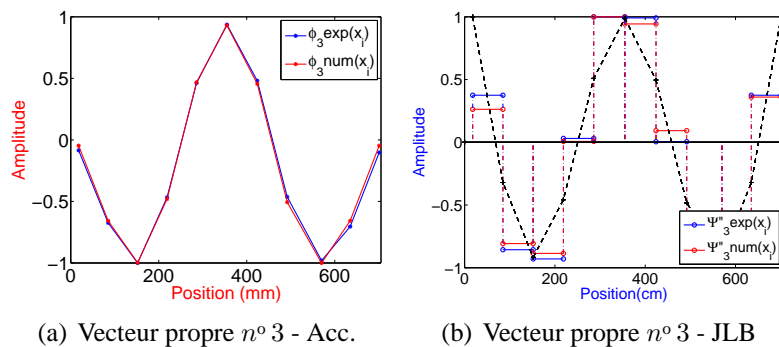 1
0.5
0
−0.5
−1
0 200 400 600
Amplitude
Position (mm)
ϕ₃exp(xᵢ)
ϕ₃num(xᵢ)
(a) Vecteur propre nº 3 - Acc.
1
0.5
0
−0.5
−1
0 200 400 600
Amplitude
Position(cm)
Ψ"₃exp(xᵢ)
Ψ"₃num(xᵢ)
(b) Vecteur propre nº 3 - JLB